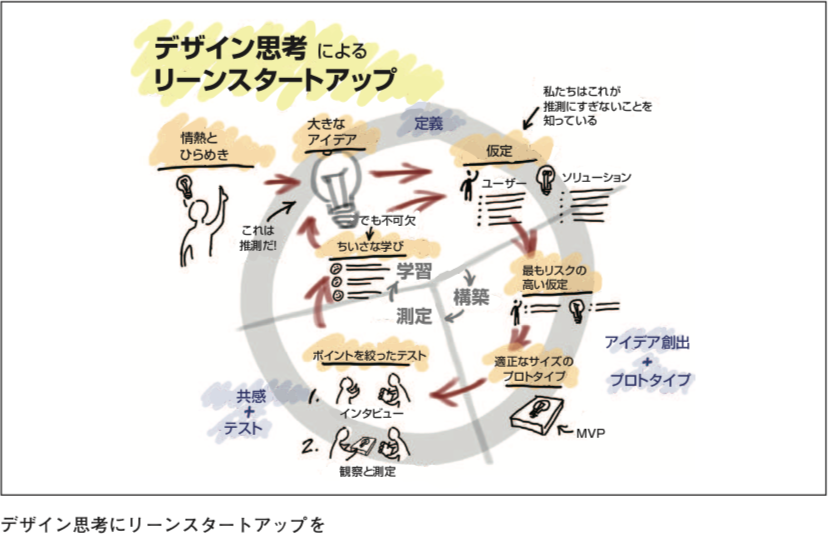 デザイン思考 による
リーンスタートアップ
私たちはこれが
推測にすぎないことを
知っている
大きな
アイデア
定義
情熱と
ひらめき
仮定
ユーザー
ソリューション
これは
推測だ!
でも不可欠
ちいさな学び
学習
構築
測定
最もリスクの
高い仮定
アイデア創出
+
プロトタイプ
ポイントを絞ったテスト
適正なサイズの
プロトタイプ
共感
+
テスト
1.
インタビュー
MVP
2.
観察と測定
デザイン思考にリーンスタートアップを